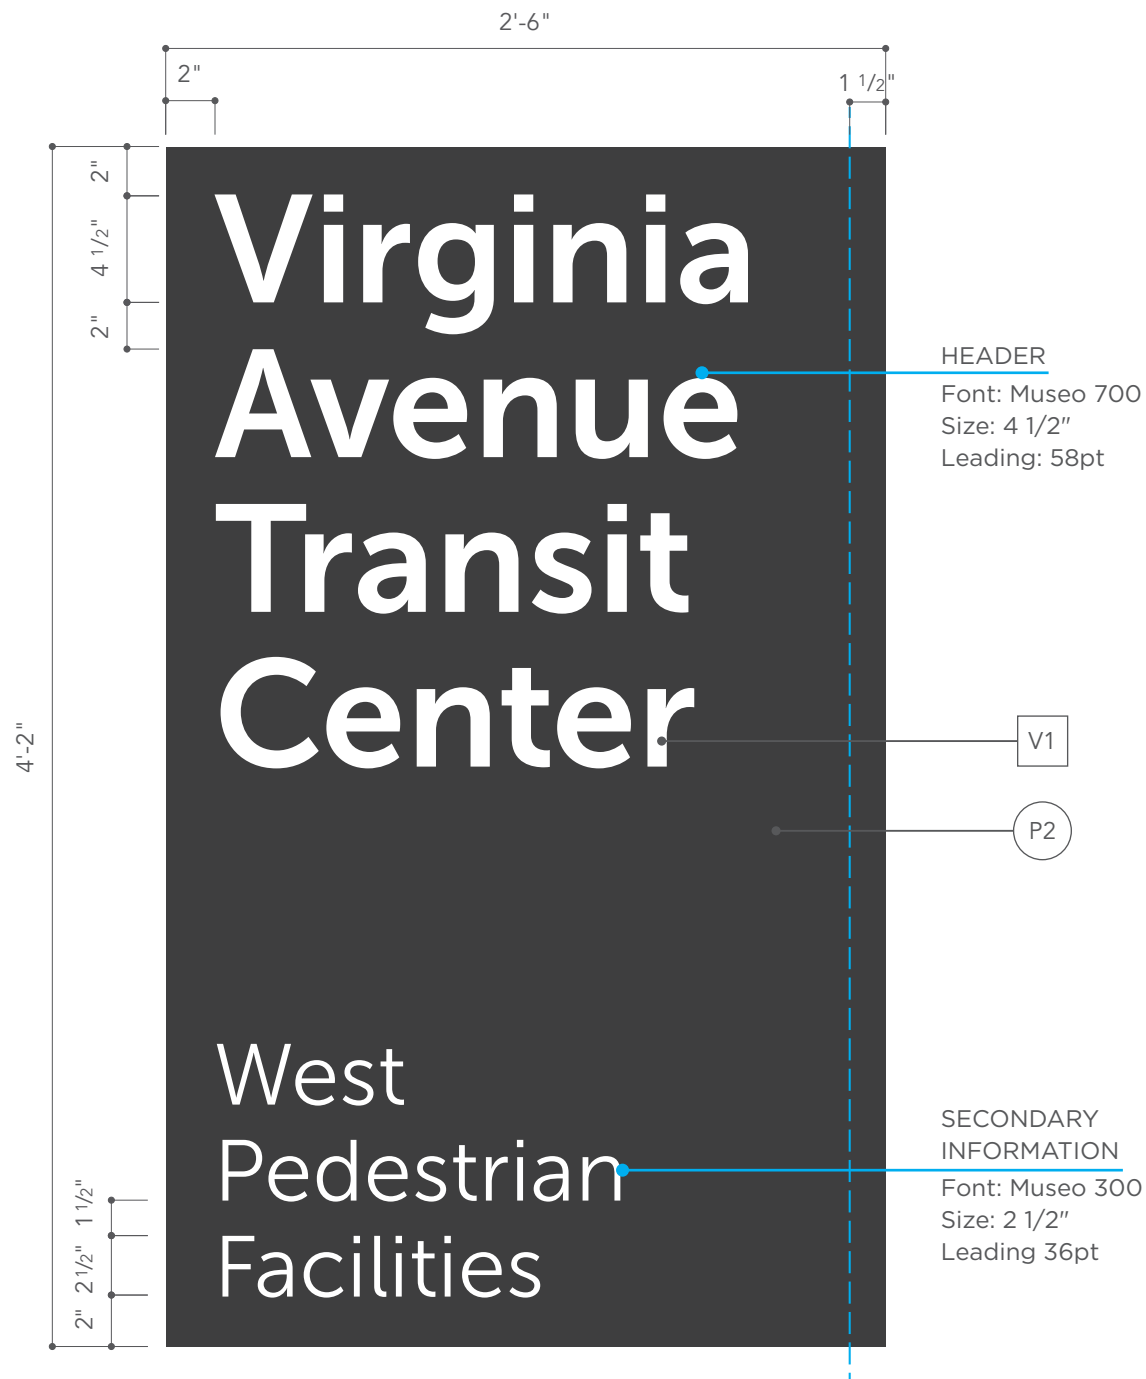 2'-6"
2"
1 1/2"
2"
4 1/2"
2"
4'-2"
Virginia
Avenue
Transit
Center
HEADER
Font: Museo 700
Size: 4 1/2"
Leading: 58pt
V1
P2
West
Pedestrian
Facilities
SECONDARY
INFORMATION
Font: Museo 300
Size: 2 1/2"
Leading 36pt
1 1/2"
2 1/2"
2"